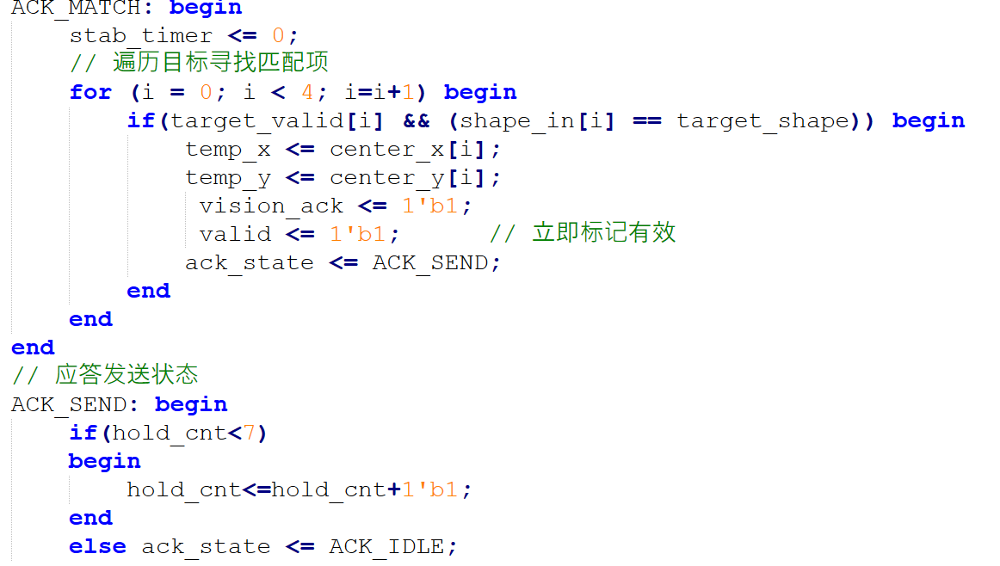 ACK_MATCH: begin
    stab_timer <= 0;
    // 遍历目标寻找匹配项
    for (i = 0; i < 4; i=i+1) begin
        if(target_valid[i] && (shape_in[i] == target_shape)) begin
            temp_x <= center_x[i];
            temp_y <= center_y[i];
             vision_ack <= 1'b1;
             valid <= 1'b1;      // 立即标记有效
            ack_state <= ACK_SEND;
        end
    end
end
// 应答发送状态
ACK_SEND: begin
    if(hold_cnt<7)
    begin
        hold_cnt<=hold_cnt+1'b1;
    end
    else ack_state <= ACK_IDLE;